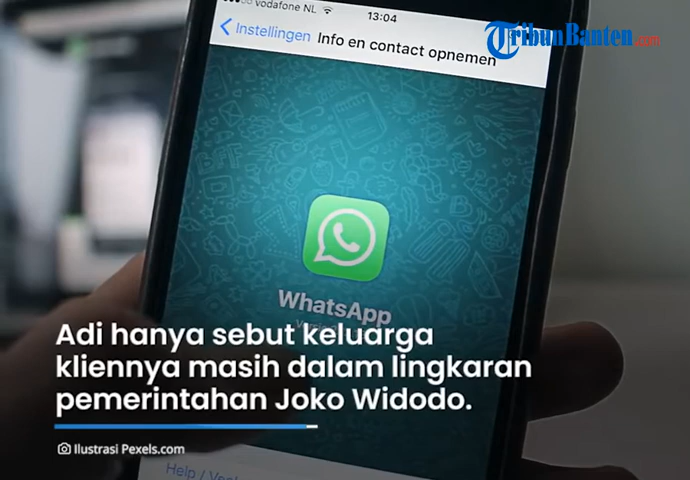 vodafone NL
13:04
TribunBanten.com
Instellingen Info en contact opnemen
WhatsApp
Adi hanya sebut keluarga
kliennya masih dalam lingkaran
pemerintahan Joko Widodo.
Ilustrasi Pexels.com
Help /